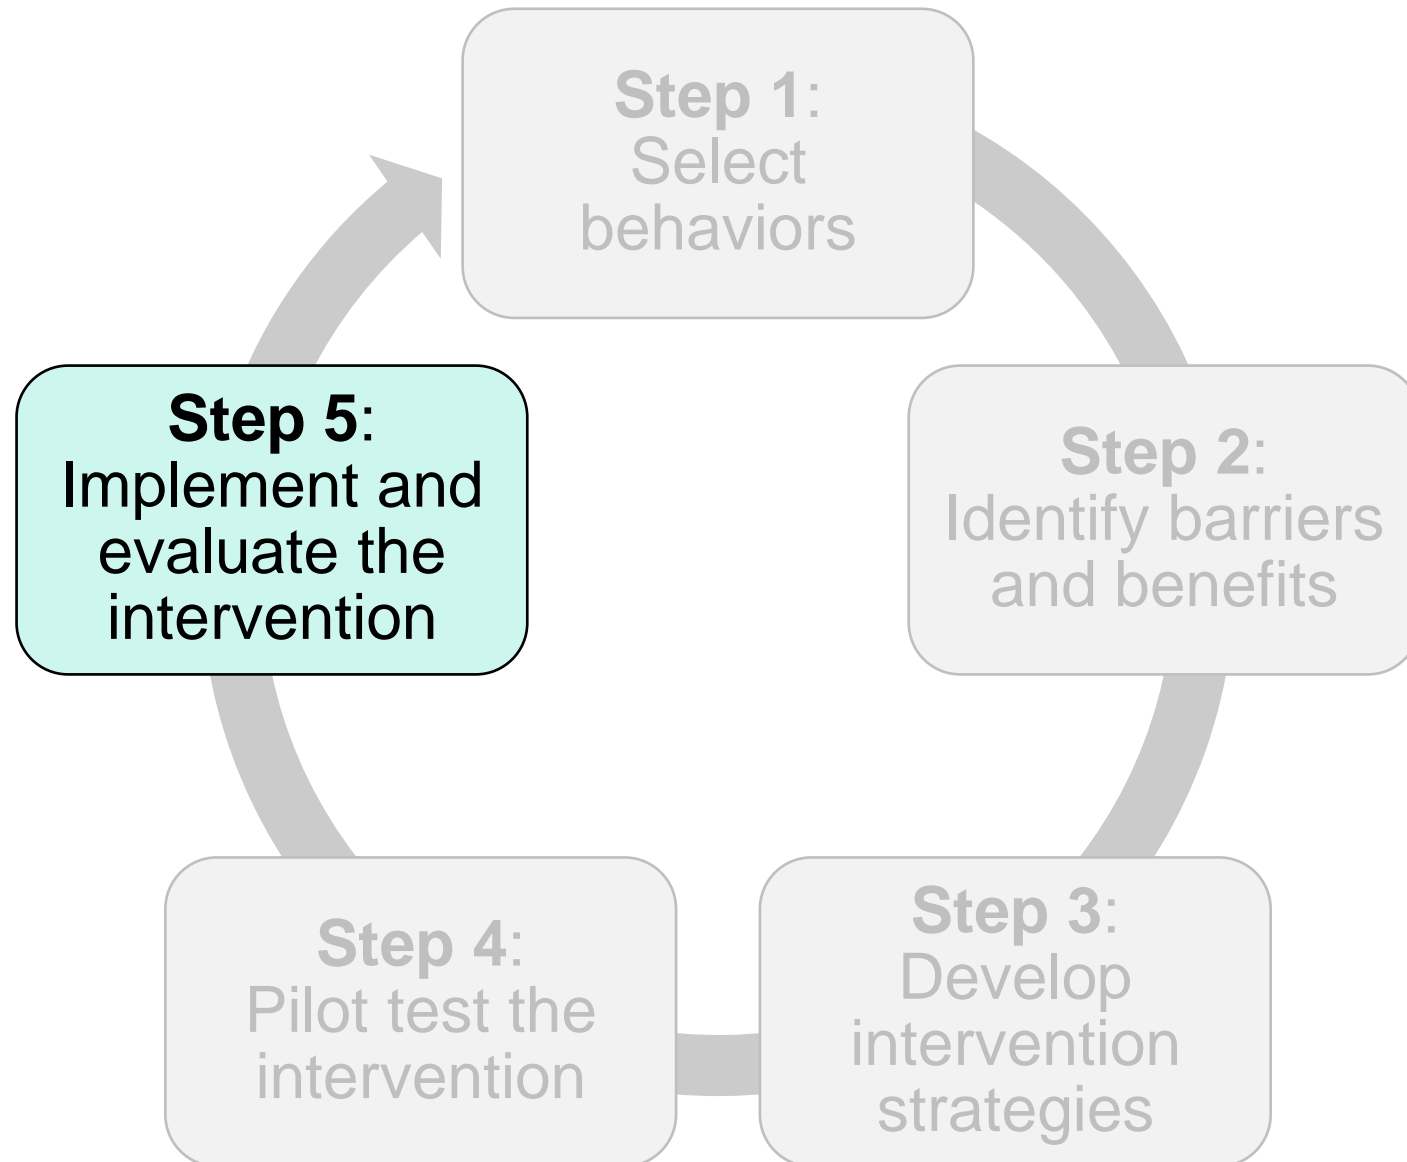 Step 1:
Select
behaviors
Step 2:
Identify barriers
and benefits
Step 3:
Develop
intervention
strategies
Step 4:
Pilot test the
intervention
Step 5:
Implement and
evaluate the
intervention